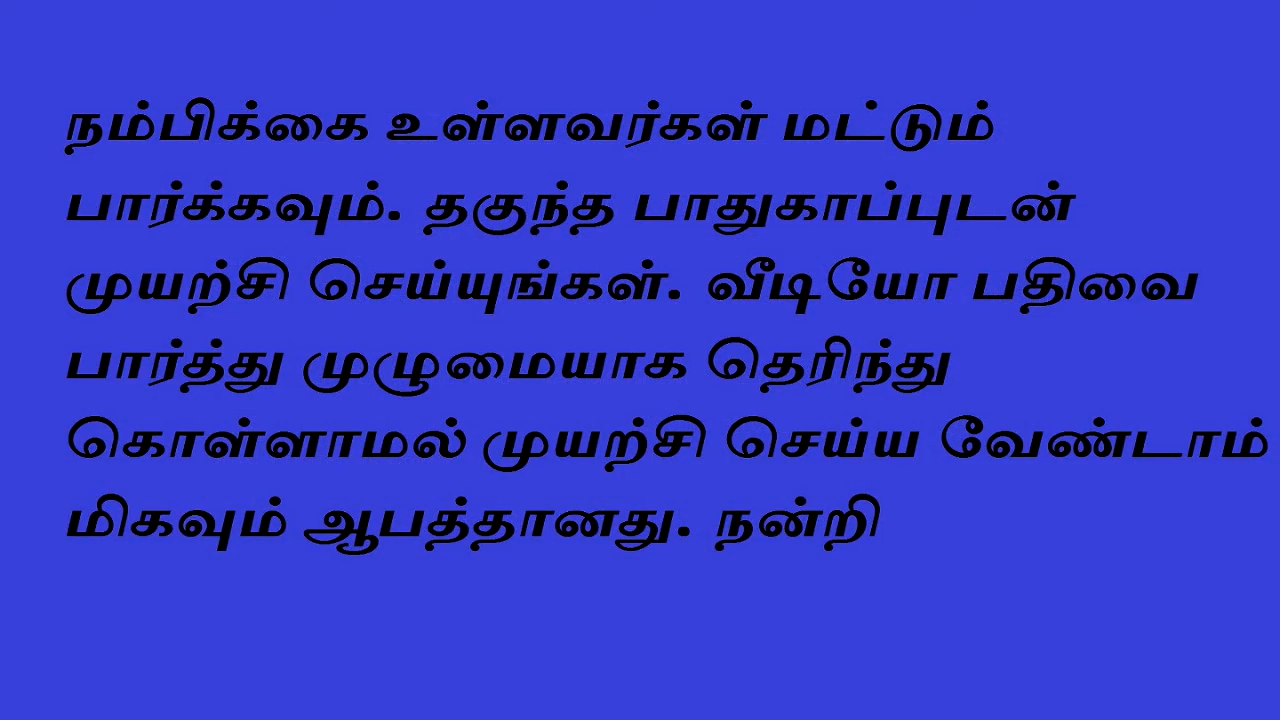 நம்பிக்கை உள்ளவர்கள் மட்டும்
பார்க்கவும். தகுந்த பாதுகாப்புடன்
முயற்சி செய்யுங்கள். வீடியோ பதிவை
பார்த்து முழுமையாக தெரிந்து
கொள்ளாமல் முயற்சி செய்ய வேண்டாம்
மிகவும் ஆபத்தானது. நன்றி